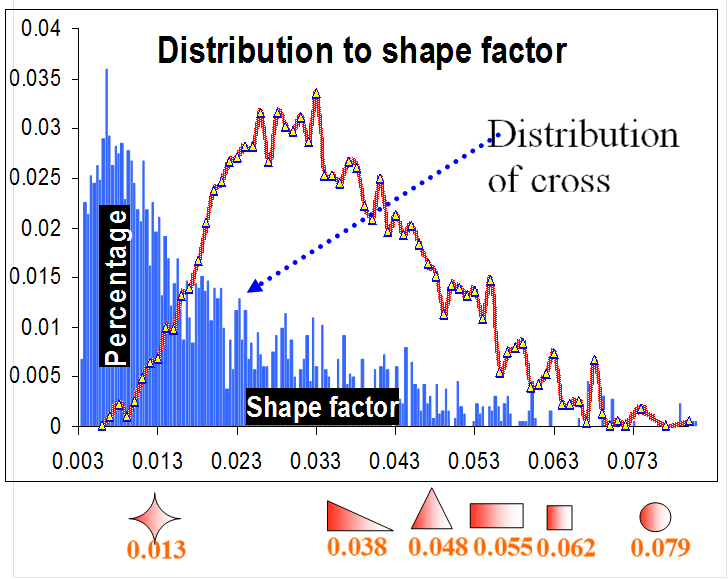 Distribution to shape factor
0.04
0.035
0.03
0.025
0.02
0.015
0.01
0.005
0
Percentage
Distribution
of cross
Shape factor
0.003 0.013 0.023 0.033 0.043 0.053 0.063 0.073
0.013 0.038 0.048 0.055 0.062 0.079